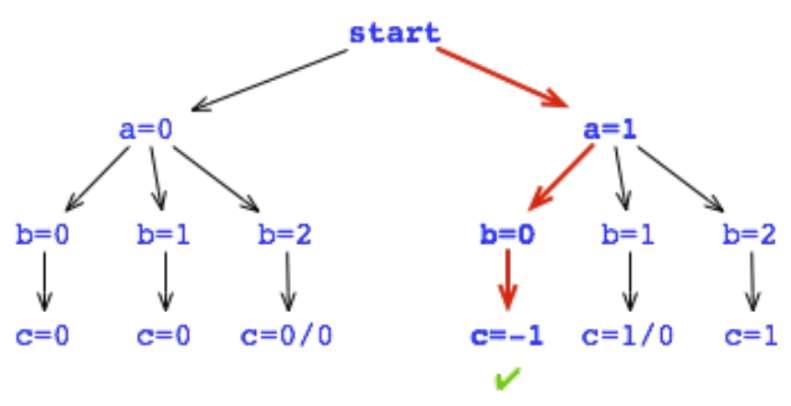 start
a=0 a=1
b=0 b=1 b=2 b=0 b=1 b=2
c=0 c=0 c=0/0 c=-1 c=1/0 c=1